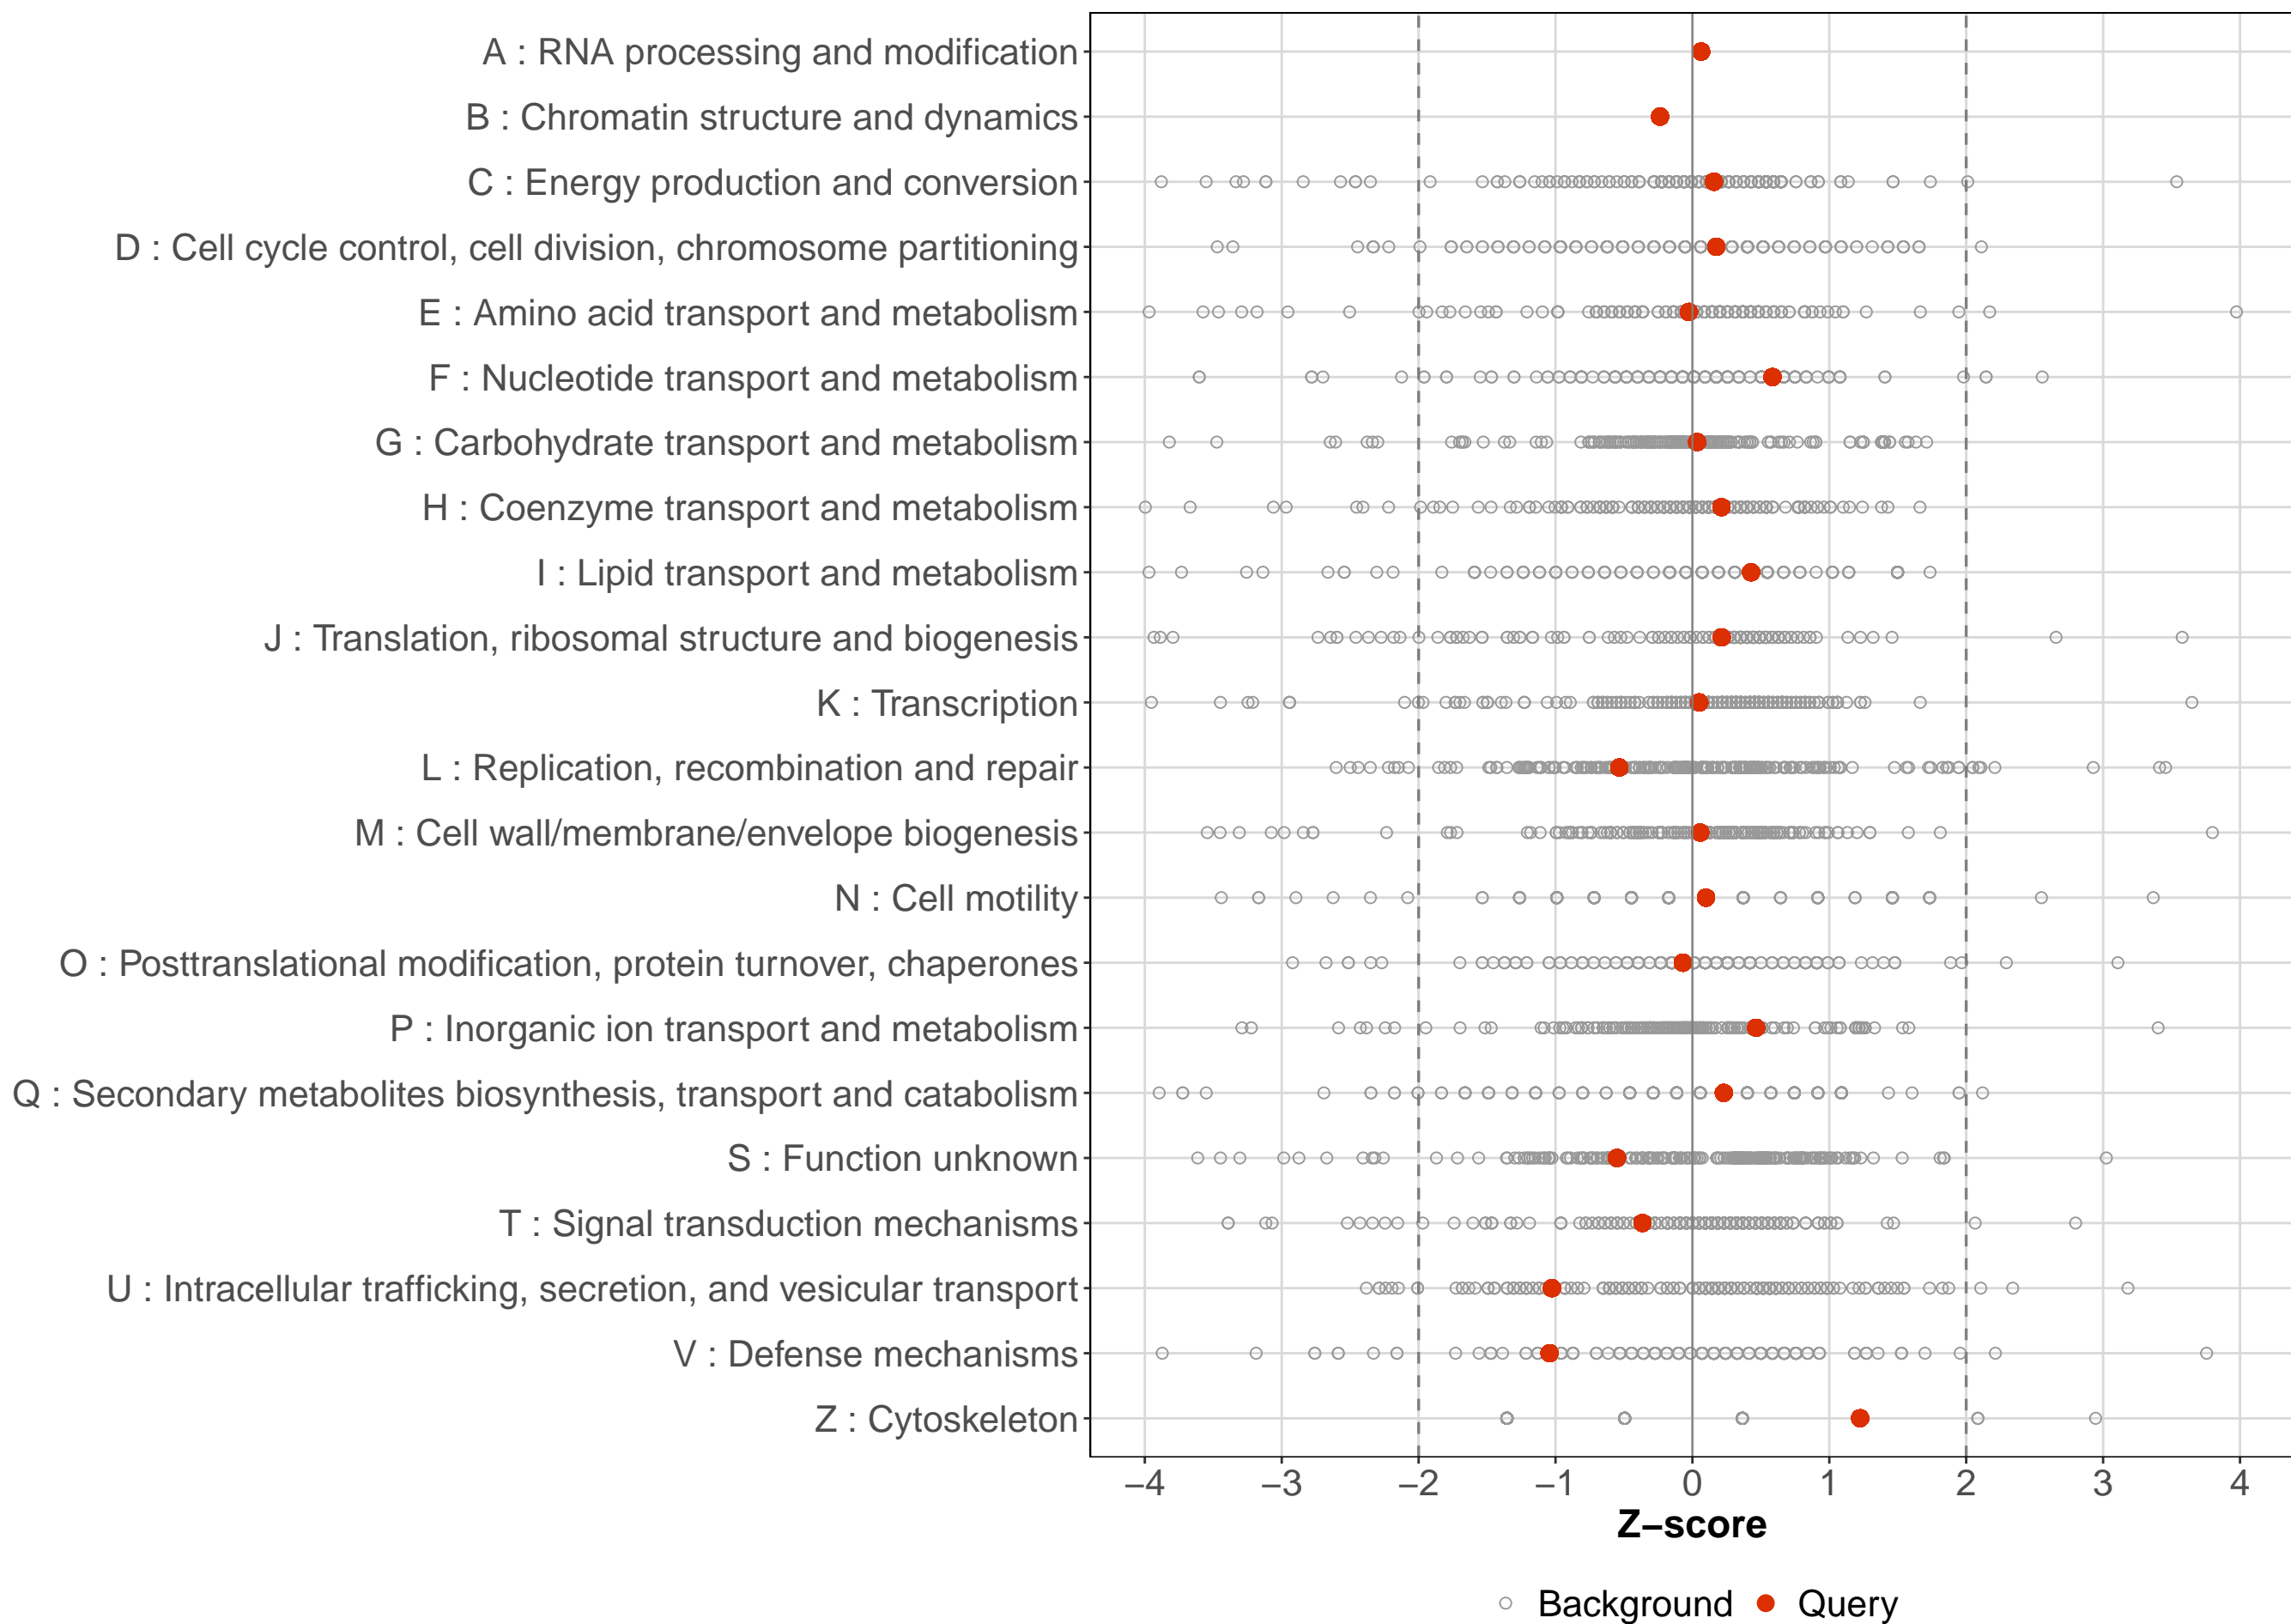 A : RNA processing and modification
B : Chromatin structure and dynamics
C : Energy production and conversion
D : Cell cycle control, cell division, chromosome partitioning
E : Amino acid transport and metabolism
F : Nucleotide transport and metabolism
G : Carbohydrate transport and metabolism
H : Coenzyme transport and metabolism
I : Lipid transport and metabolism
J : Translation, ribosomal structure and biogenesis
K : Transcription
L : Replication, recombination and repair
M : Cell wall/membrane/envelope biogenesis
N : Cell motility
O : Posttranslational modification, protein turnover, chaperones
P : Inorganic ion transport and metabolism
Q : Secondary metabolites biosynthesis, transport and catabolism
S : Function unknown
T : Signal transduction mechanisms
U : Intracellular trafficking, secretion, and vesicular transport
V : Defense mechanisms
Z : Cytoskeleton
−4 −3 −2 −1 0 1 2 3 4
Z−score
Background Query